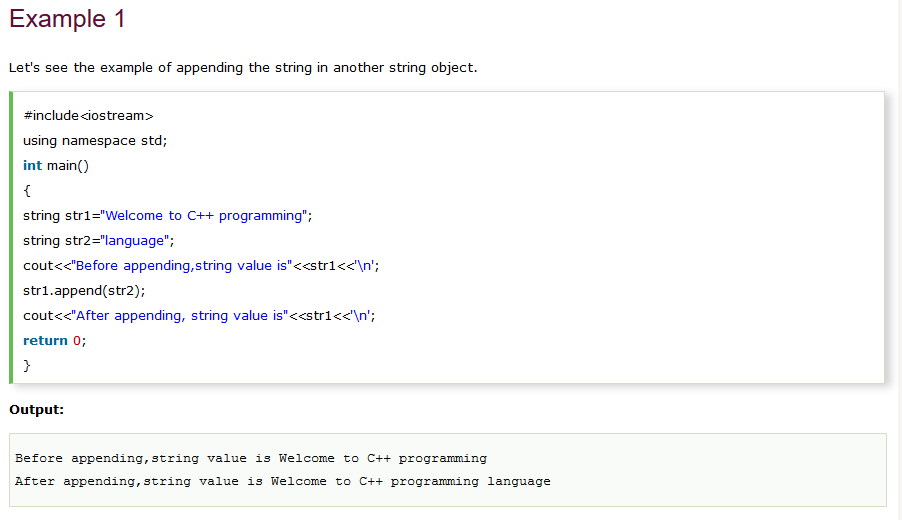 Example 1
Let's see the example of appending the string in another string object.
#include<iostream>
using namespace std;
int main()
{
string str1="Welcome to C++ programming";
string str2="language";
cout<<"Before appending,string value is"<<str1<<'\n';
str1.append(str2);
cout<<"After appending, string value is"<<str1<<'\n';
return 0;
}
Output:
Before appending,string value is Welcome to C++ programming
After appending,string value is Welcome to C++ programming language